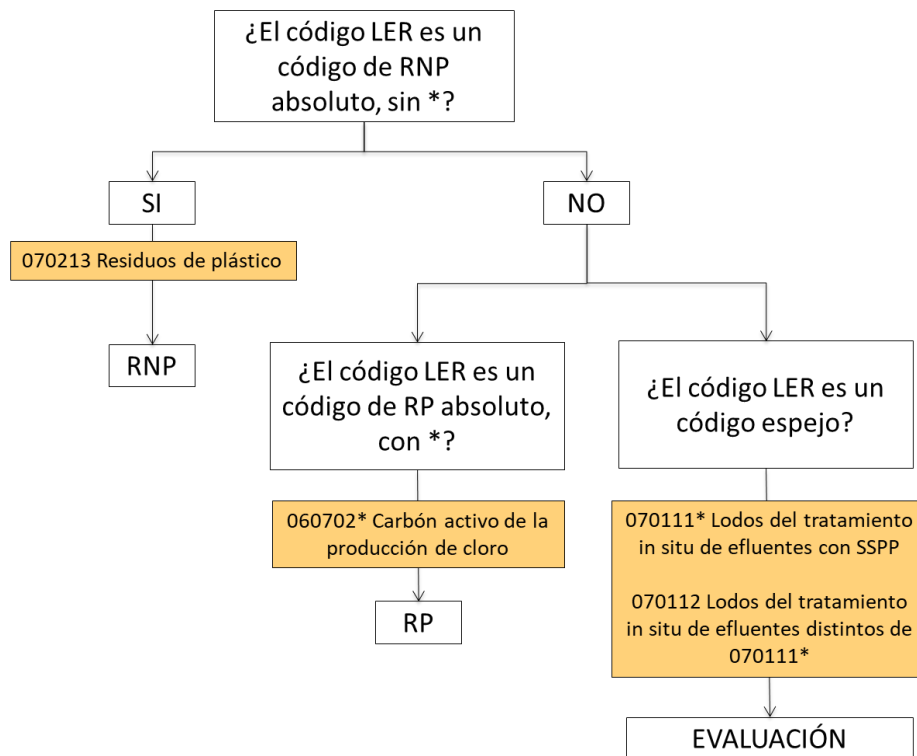 ¿El código LER es un
código de RNP
absoluto, sin *?
SI
NO
070213 Residuos de plástico
RNP
¿El código LER es un
código de RP absoluto,
con *?
¿El código LER es un
código espejo?
060702* Carbón activo de la
producción de cloro
070111* Lodos del tratamiento
in situ de efluentes con SSPP
070112 Lodos del tratamiento
in situ de efluentes distintos de
070111*
RP
EVALUACIÓN